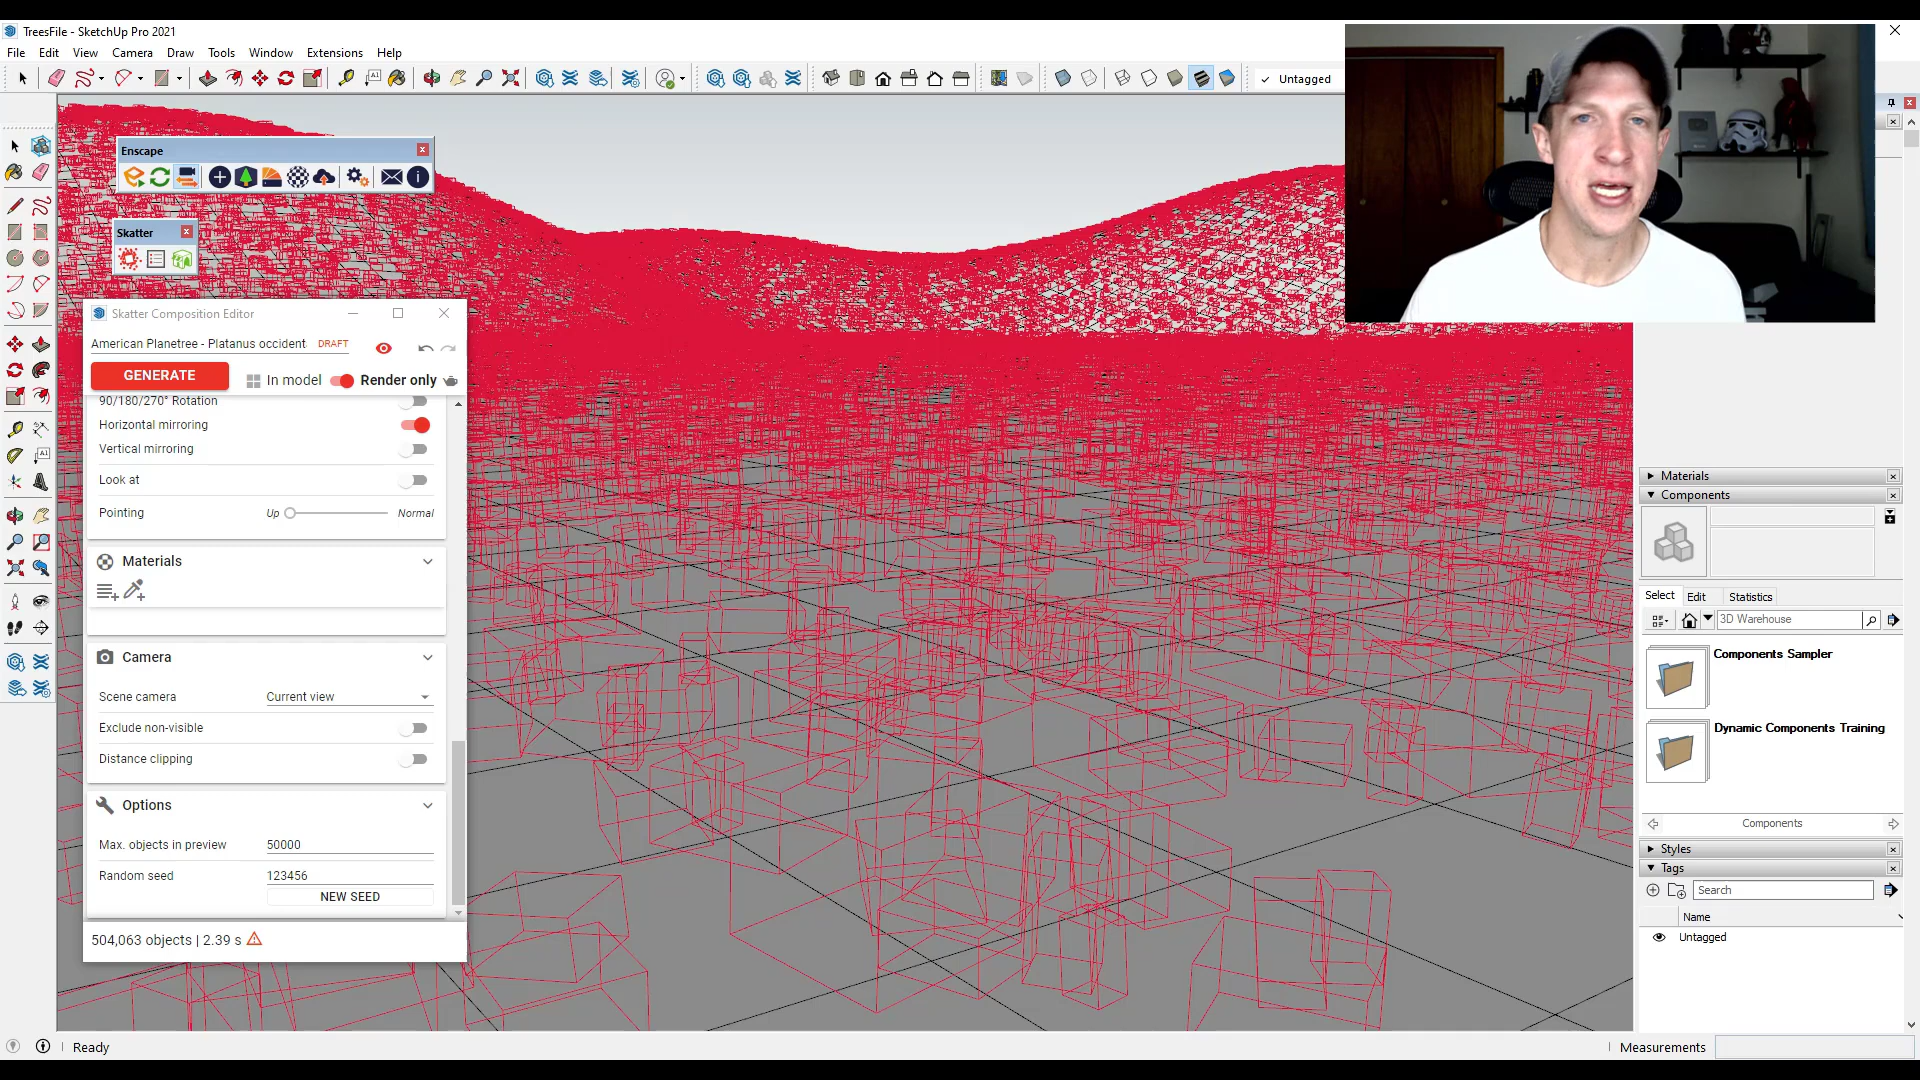 TreesFile - SketchUp Pro 2021
File Edit View Camera Draw Tools Window Extensions Help
Untagged
Enscape
Skatter
Skatter Composition Editor
American Planetree - Platanus occident DRAFT
GENERATE In model Render only
90/180/270° Rotation
Horizontal mirroring
Vertical mirroring
Look at
Pointing Up Normal
Materials
Camera
Scene camera Current view
Exclude non-visible
Distance clipping
Options
Max. objects in preview 50000
Random seed 123456
NEW SEED
504,063 objects | 2.39 s
Materials
Components
Select Edit Statistics
3D Warehouse
Components Sampler
Dynamic Components Training
Components
Styles
Tags
Search
Name
Untagged
Ready
Measurements